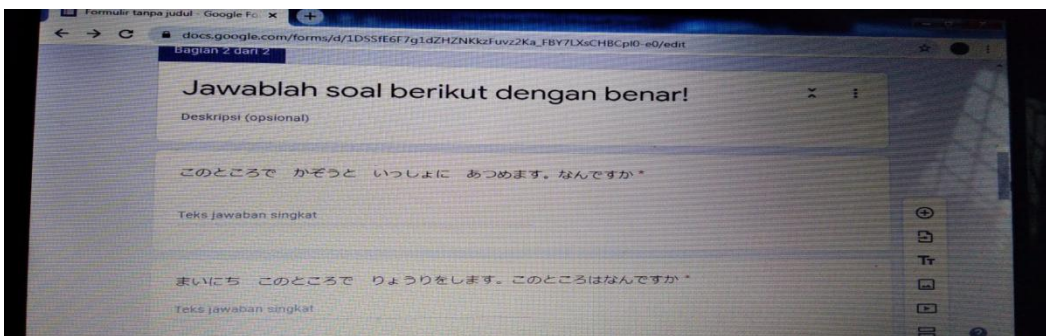 Formulir tanpa judul - Google Fo
docs.google.com/forms/d/1DSSfE6F7g1dZHZNKkzFuvz2Ka_FBY7LXsCHBCpl0-e0/edit
Bagian 2 dari 2
Jawablah soal berikut dengan benar!
Deskripsi (opsional)
このところで　かぞうと　いっしょに　あつめます。なんですか *
Teks jawaban singkat
まいにち　このところで　りょうりをします。このところはなんですか *
Teks jawaban singkat